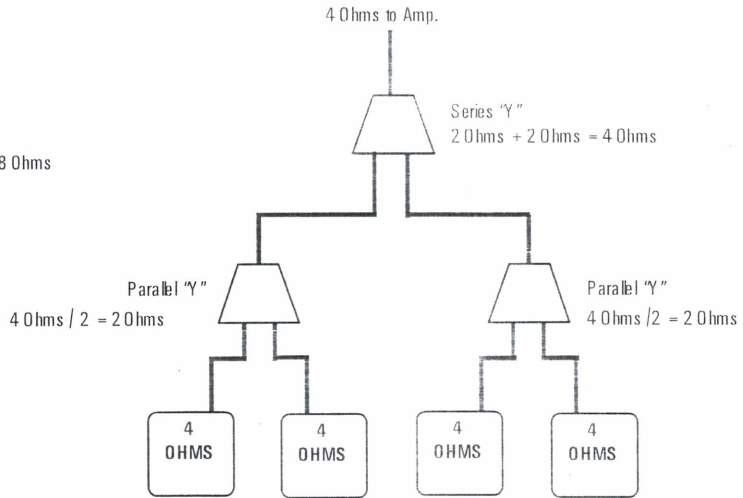 4 Ohms to Amp.
Series "Y"
2 Ohms + 2 Ohms = 4 Ohms
8 Ohms
Parallel "Y"
4 Ohms / 2 = 2 Ohms
Parallel "Y"
4 Ohms /2 = 2 Ohms
4
OHMS
4
OHMS
4
OHMS
4
OHMS